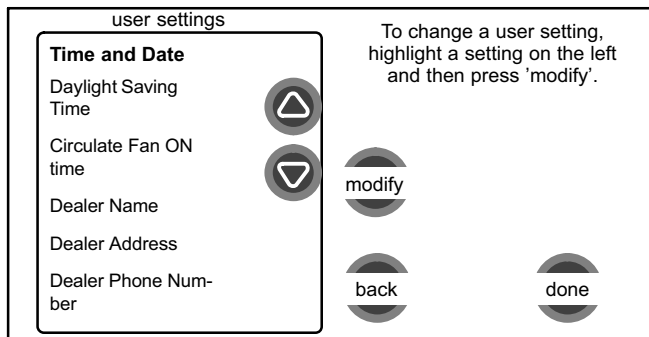 user settings
Time and Date
Daylight Saving
Time
Circulate Fan ON
time
Dealer Name
Dealer Address
Dealer Phone Num-
ber
To change a user setting,
highlight a setting on the left
and then press ’modify’.
modify
back
done